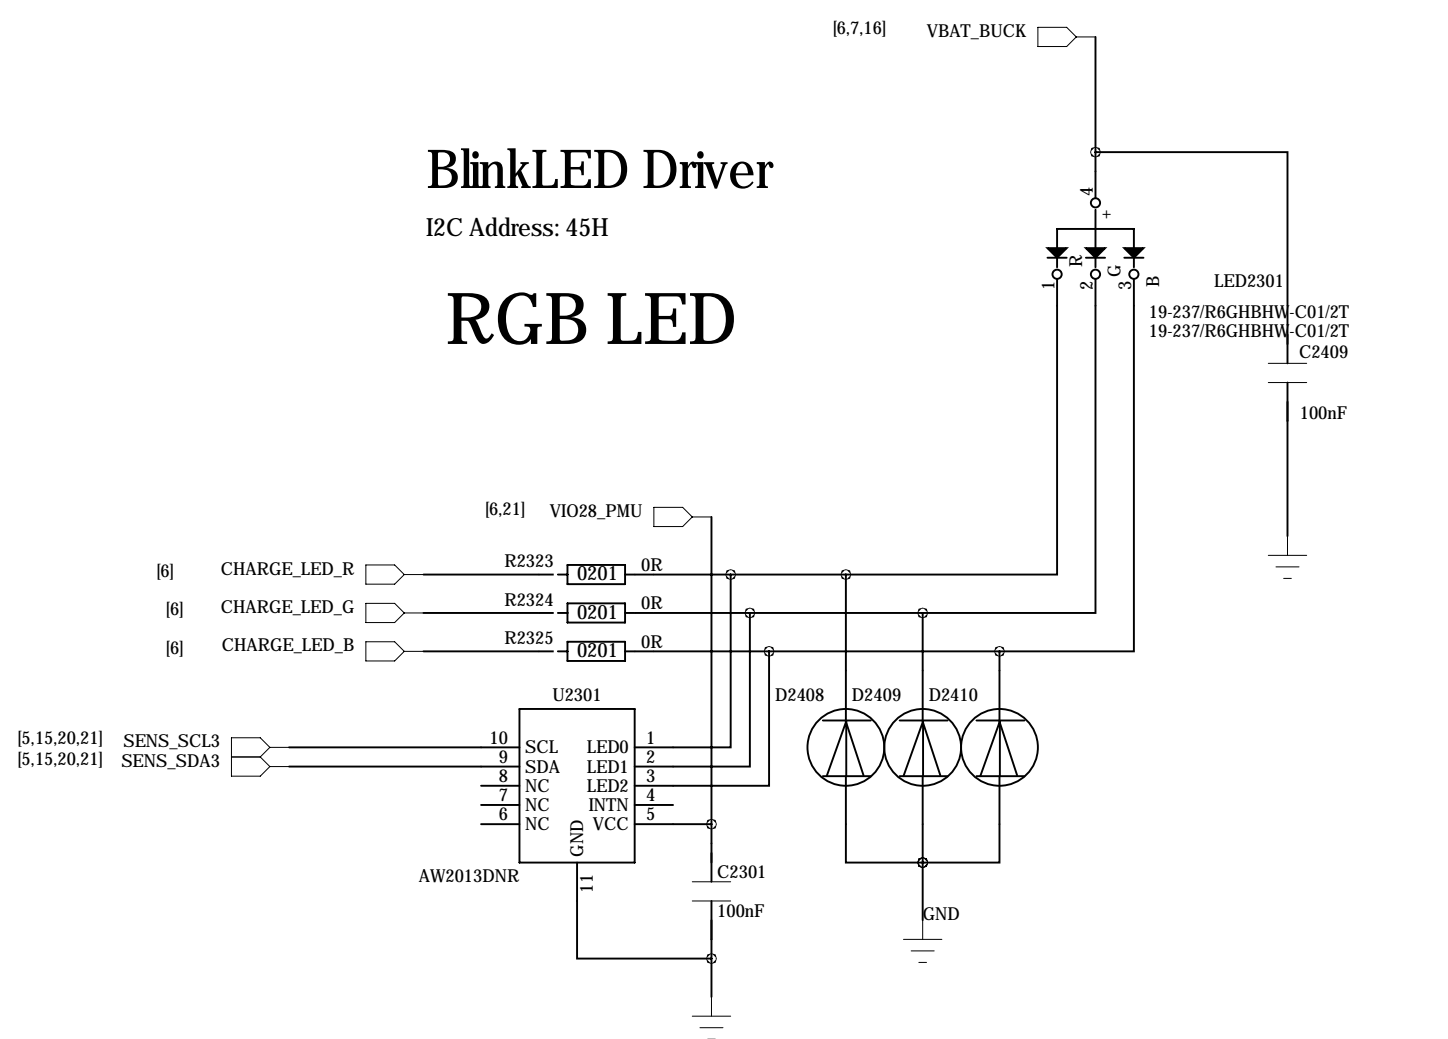 [6,7,16] VBAT_BUCK
BlinkLED Driver
I2C Address: 45H
RGB LED
4
+
R
G
B
1
2
3
LED2301
19-237/R6GHBHW-C01/2T
19-237/R6GHBHW-C01/2T
C2409
100nF
[6,21] VIO28_PMU
[6] CHARGE_LED_R R2323 0201 0R
[6] CHARGE_LED_G R2324 0201 0R
[6] CHARGE_LED_B R2325 0201 0R
U2301
D2408 D2409 D2410
[5,15,20,21] SENS_SCL3 10 SCL LED0 1
[5,15,20,21] SENS_SDA3 9 SDA LED1 2
8 NC LED2 3
7 NC INTN 4
6 NC VCC 5
GND
11
AW2013DNR
C2301
100nF
GND